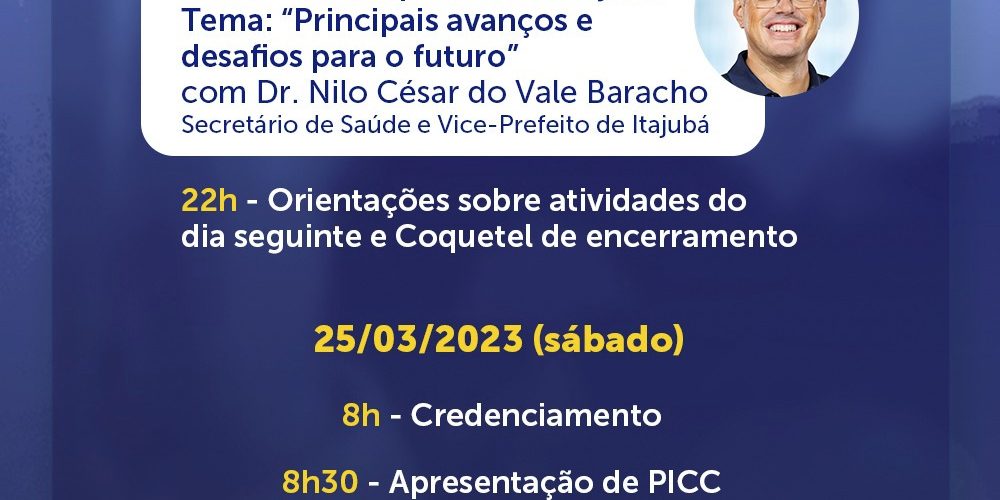 Tema: “Principais avanços e
desafios para o futuro”
com Dr. Nilo César do Vale Baracho
Secretário de Saúde e Vice-Prefeito de Itajubá
22h - Orientações sobre atividades do
dia seguinte e Coquetel de encerramento
25/03/2023 (sábado)
8h - Credenciamento
8h30 - Apresentação de PICC